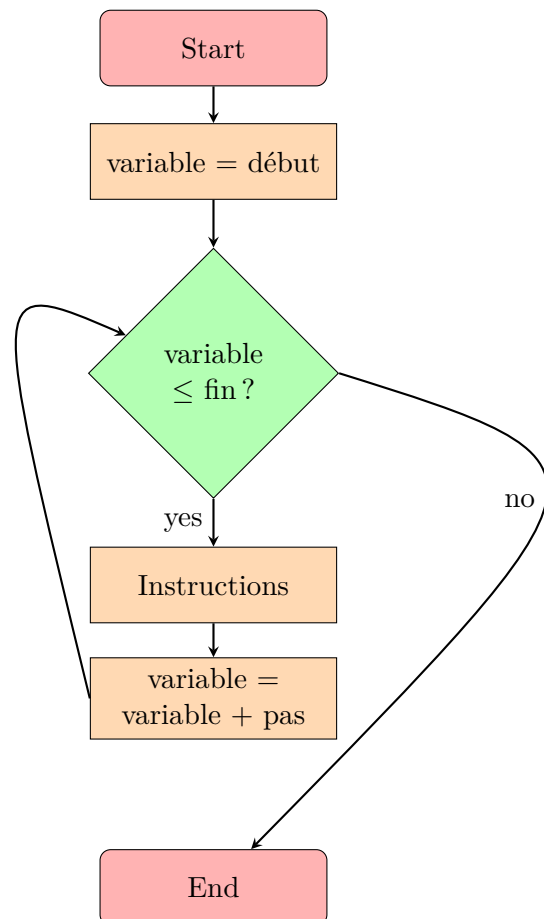 Start
variable = début
variable
≤ fin ?
yes
no
Instructions
variable =
variable + pas
End